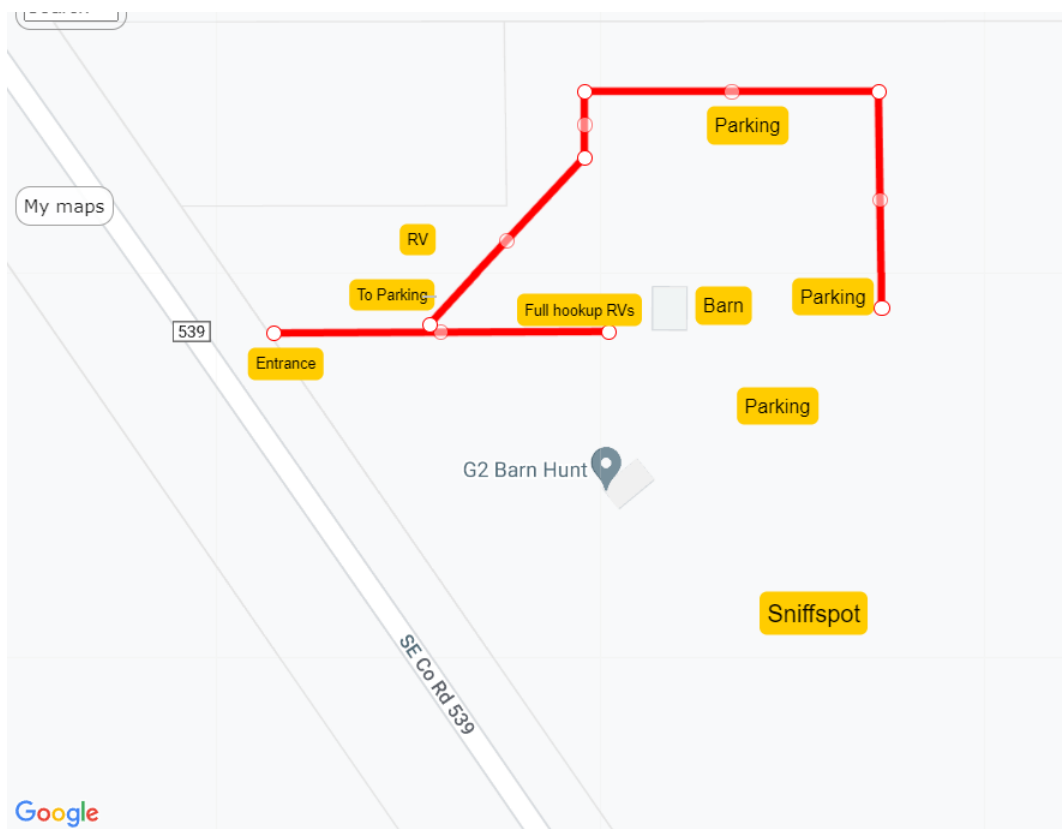 Search
Parking
My maps
RV
To Parking
Full hookup RVs
Barn
Parking
539
Entrance
Parking
G2 Barn Hunt
Sniffspot
SE Co Rd 539
Google